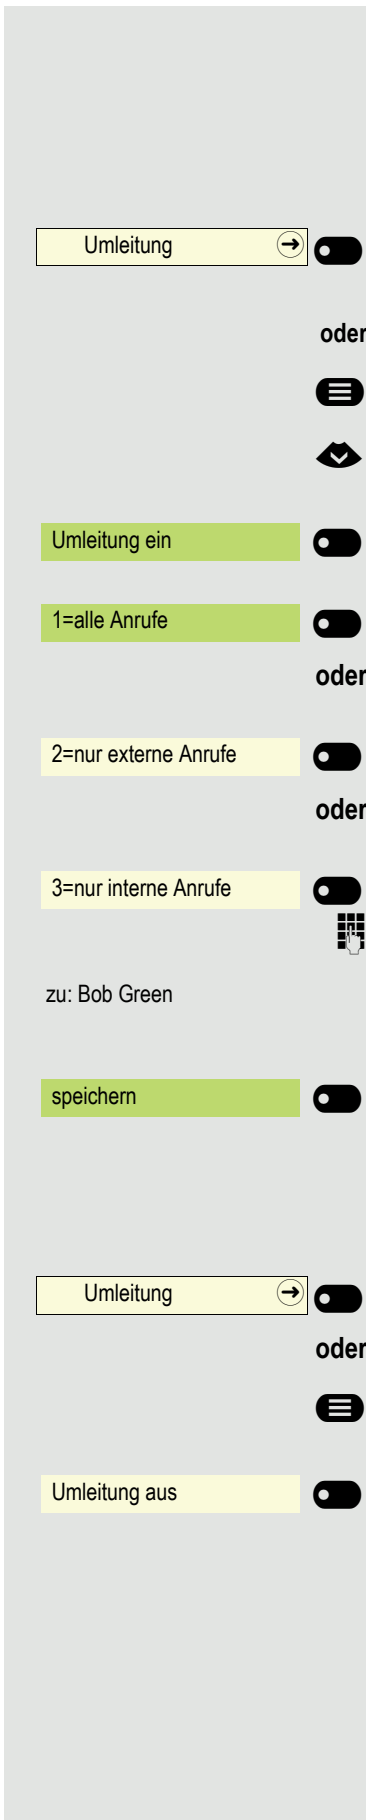 Umleitung
oder
Umleitung ein
1=alle Anrufe
oder
2=nur externe Anrufe
oder
3=nur interne Anrufe
zu: Bob Green
speichern
Umleitung
oder
Umleitung aus